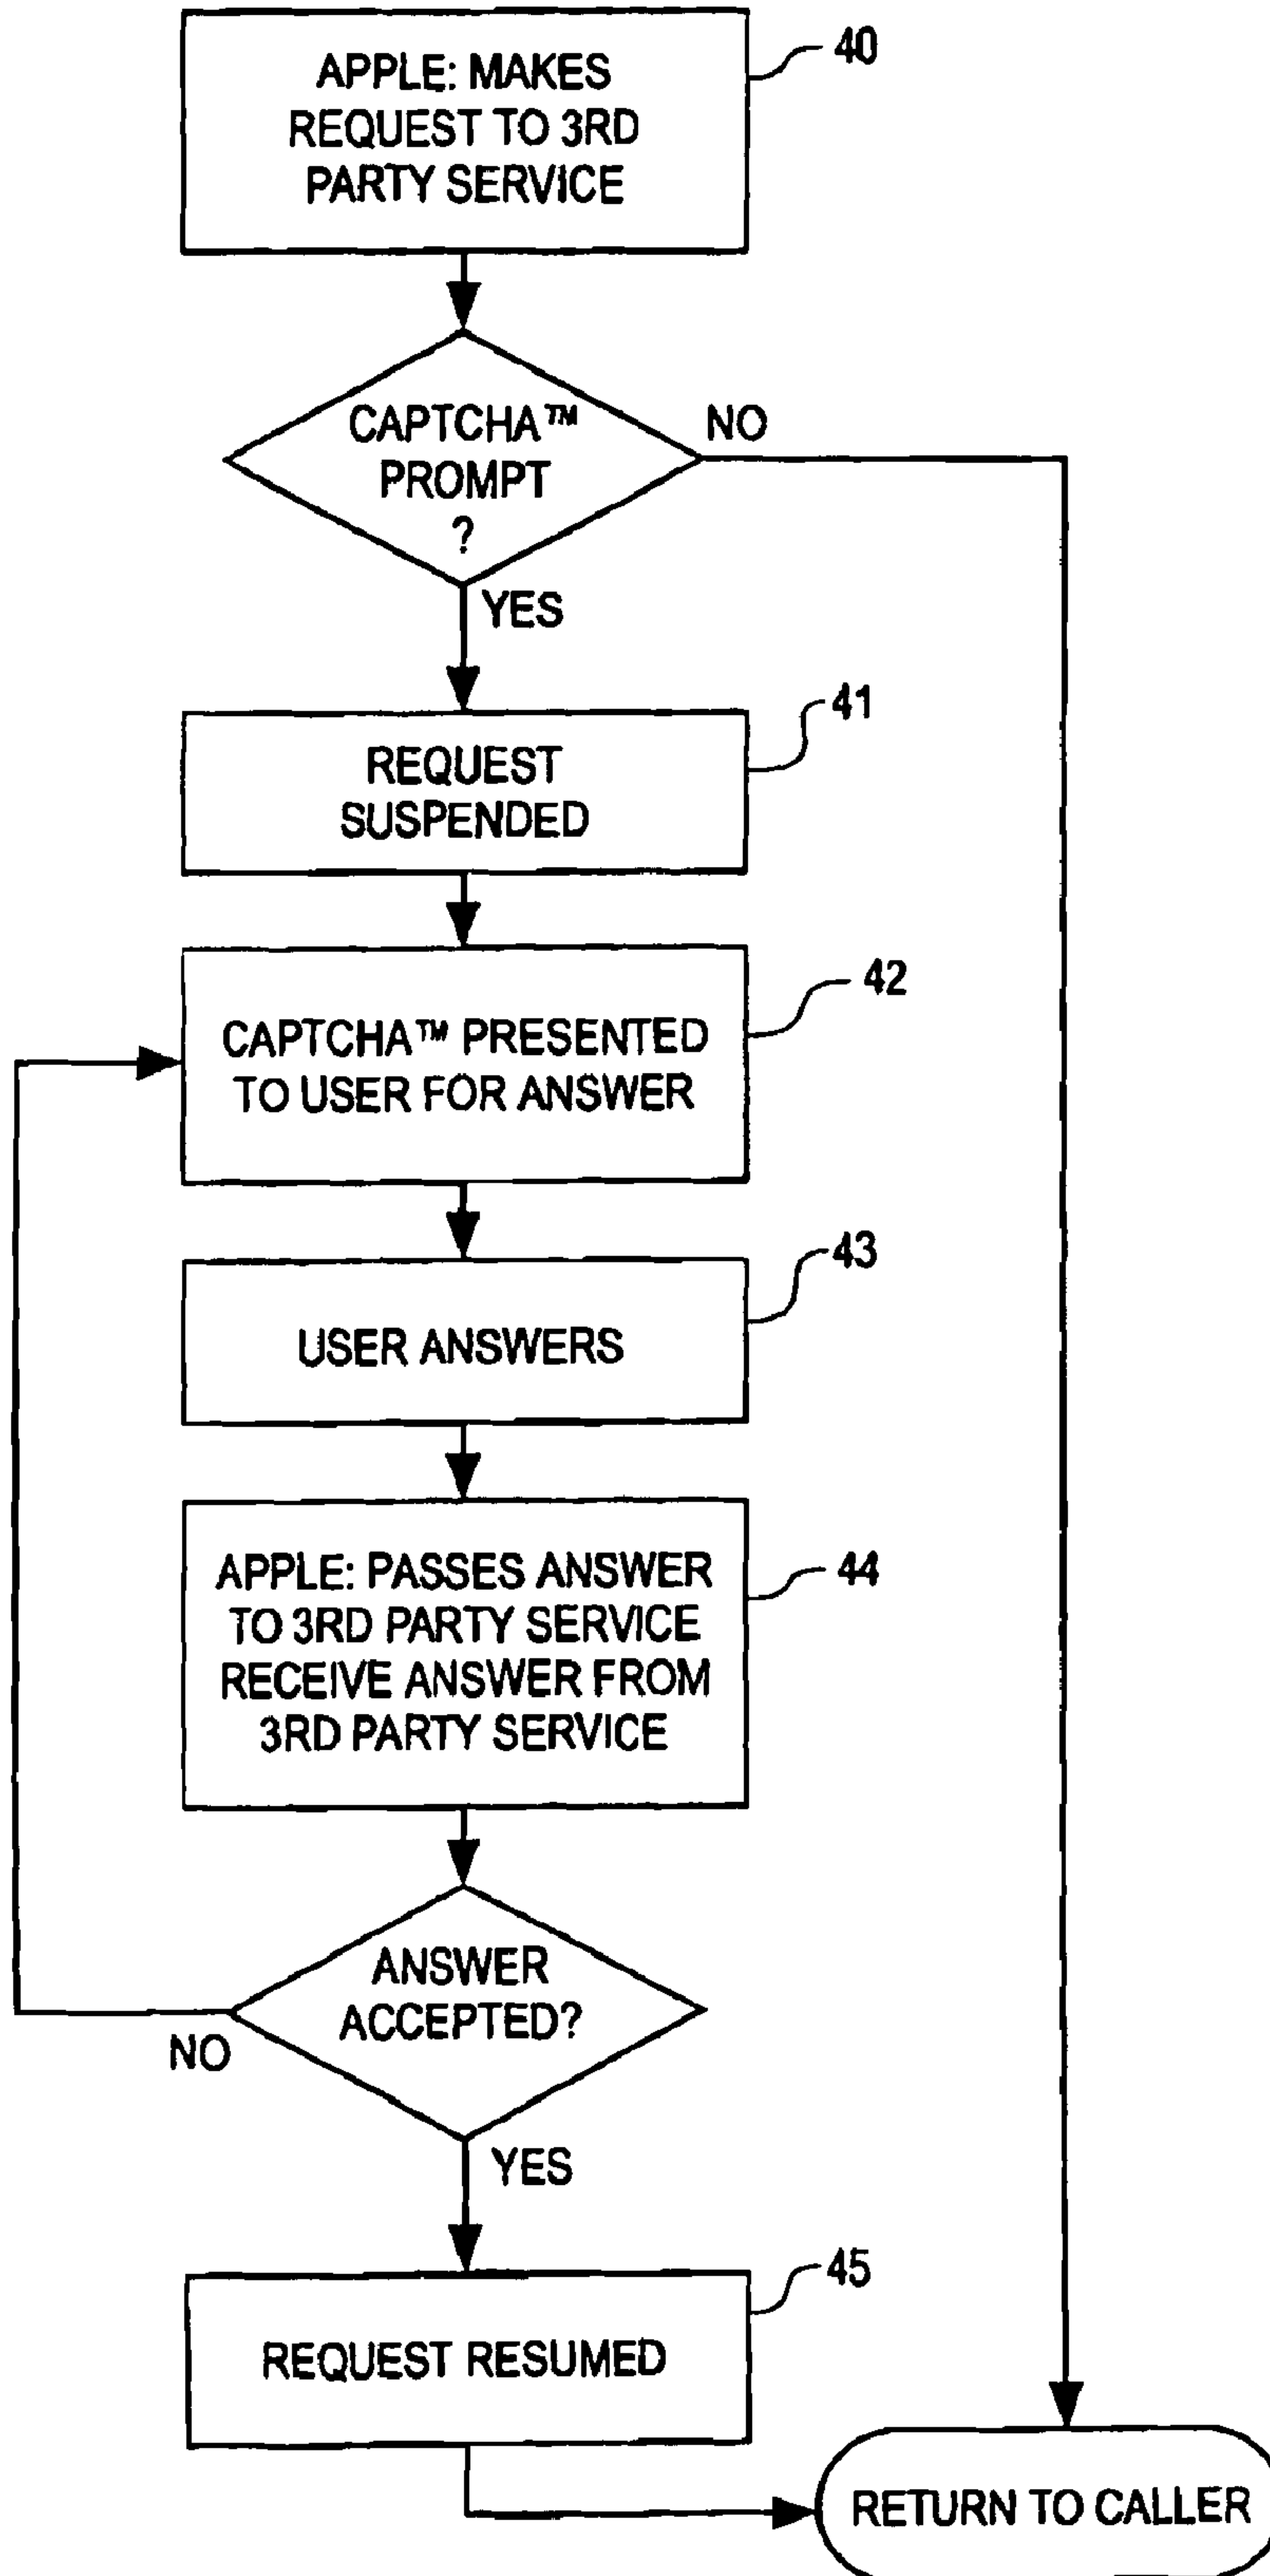 APPLE: MAKES
REQUEST TO 3RD
PARTY SERVICE
40
CAPTCHA™
PROMPT
?
NO
YES
41
REQUEST
SUSPENDED
42
CAPTCHA™ PRESENTED
TO USER FOR ANSWER
43
USER ANSWERS
44
APPLE: PASSES ANSWER
TO 3RD PARTY SERVICE
RECEIVE ANSWER FROM
3RD PARTY SERVICE
ANSWER
ACCEPTED?
NO
YES
45
REQUEST RESUMED
RETURN TO CALLER